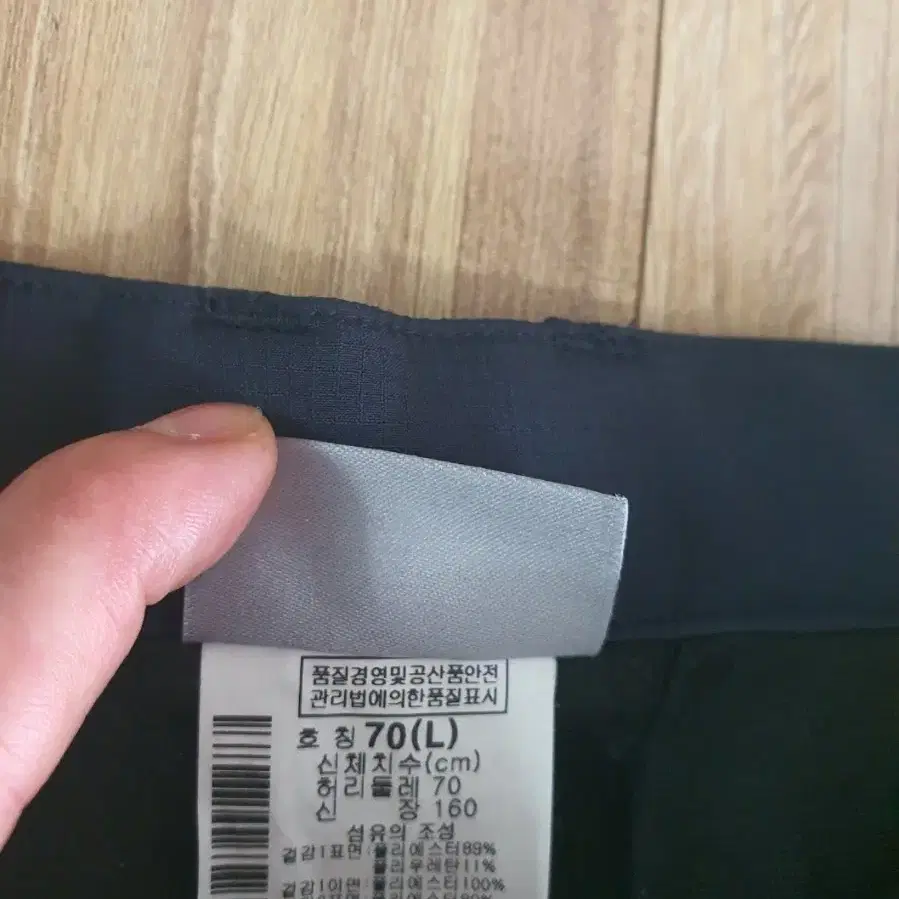 품질경영및공산품안전
관리법에의한품질표시
호 칭 70(L)
신체치수(cm)
허리둘레 70
신 장 160
섬유의 조성
겉감1표면:폴리에스터89%
폴리우레탄11%
겉감1이면:폴리에스터100%